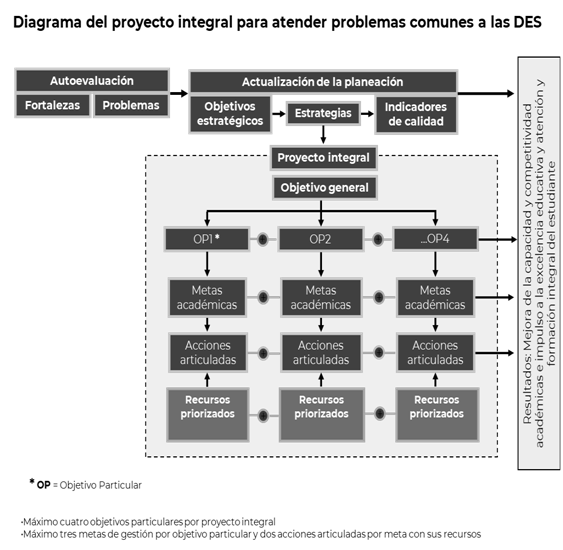 Diagrama del proyecto integral para atender problemas comunes a las DES
Autoevaluación
Fortalezas
Problemas
Actualización de la planeación
Objetivos
estratégicos
Estrategias
Indicadores
de calidad
Proyecto integral
Objetivo general
OP1 *
OP2
...OP4
Metas
académicas
Metas
académicas
Metas
académicas
Acciones
articuladas
Acciones
articuladas
Acciones
articuladas
Recursos
priorizados
Recursos
priorizados
Recursos
priorizados
Resultados: Mejora de la capacidad y competitividad
académicas e impulso a la excelencia educativa y atención y
formación integral del estudiante
* OP = Objetivo Particular
•Máximo cuatro objetivos particulares por proyecto integral
•Máximo tres metas de gestión por objetivo particular y dos acciones articuladas por meta con sus recursos